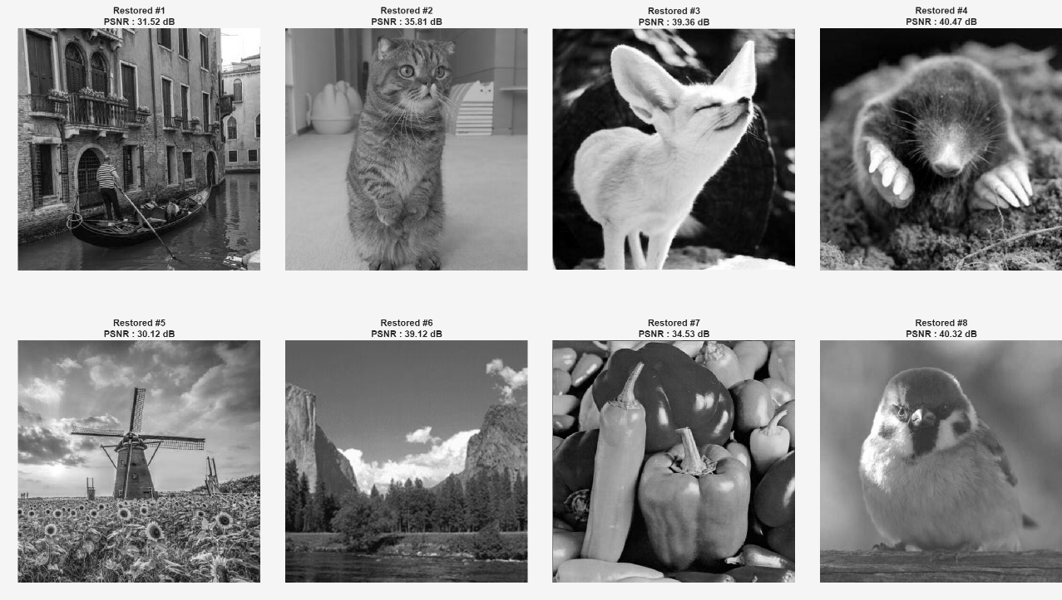 Restored #1
PSNR : 31.52 dB
Restored #2
PSNR : 35.81 dB
Restored #3
PSNR : 39.36 dB
Restored #4
PSNR : 40.47 dB
Restored #5
PSNR : 30.12 dB
Restored #6
PSNR : 39.12 dB
Restored #7
PSNR : 34.53 dB
Restored #8
PSNR : 40.32 dB